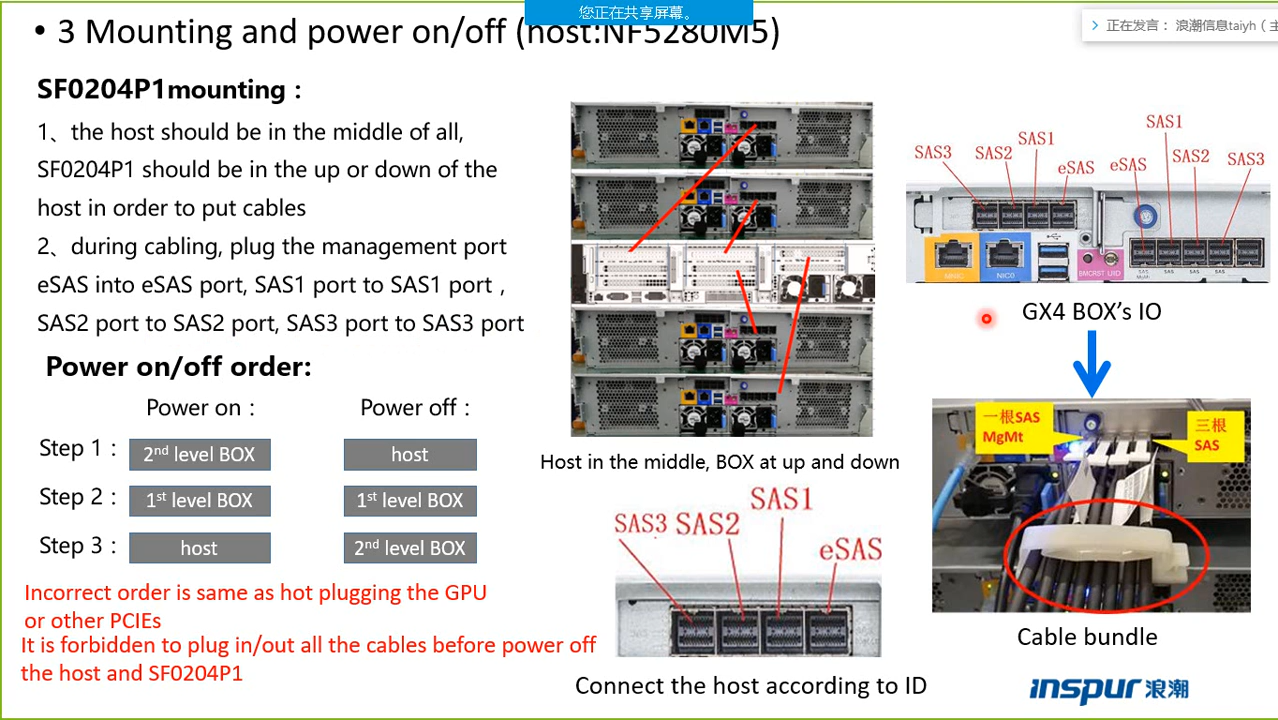 您正在共享屏幕。
正在发言： 浪潮信息taiyh（主
• 3 Mounting and power on/off (host:NF5280M5)
SF0204P1mounting：
1、the host should be in the middle of all,
SF0204P1 should be in the up or down of the
host in order to put cables
2、during cabling, plug the management port
eSAS into eSAS port, SAS1 port to SAS1 port，
SAS2 port to SAS2 port, SAS3 port to SAS3 port
Power on/off order:
Power on：
Power off：
Step 1：
2nd level BOX
host
Step 2：
1st level BOX
1st level BOX
Step 3：
host
2nd level BOX
Incorrect order is same as hot plugging the GPU
or other PCIEs
It is forbidden to plug in/out all the cables before power off
the host and SF0204P1
Host in the middle, BOX at up and down
SAS3 SAS2 SAS1 eSAS
Connect the host according to ID
SAS3 SAS2 SAS1 eSAS
eSAS SAS1 SAS2 SAS3
NIC0
BMCRST UID
SAS SAS SAS
GX4 BOX’s IO
一根SAS
MgMt
三根
SAS
Cable bundle
inspur 浪潮